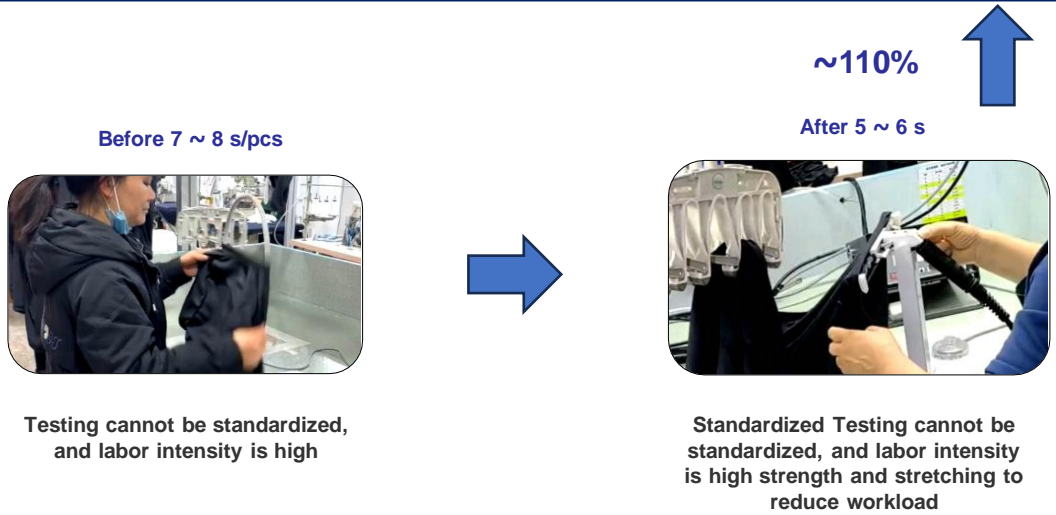 ~110%
Before 7 ~ 8 s/pcs
After 5 ~ 6 s
Testing cannot be standardized,
and labor intensity is high
Standardized Testing cannot be
standardized, and labor intensity
is high strength and stretching to
reduce workload